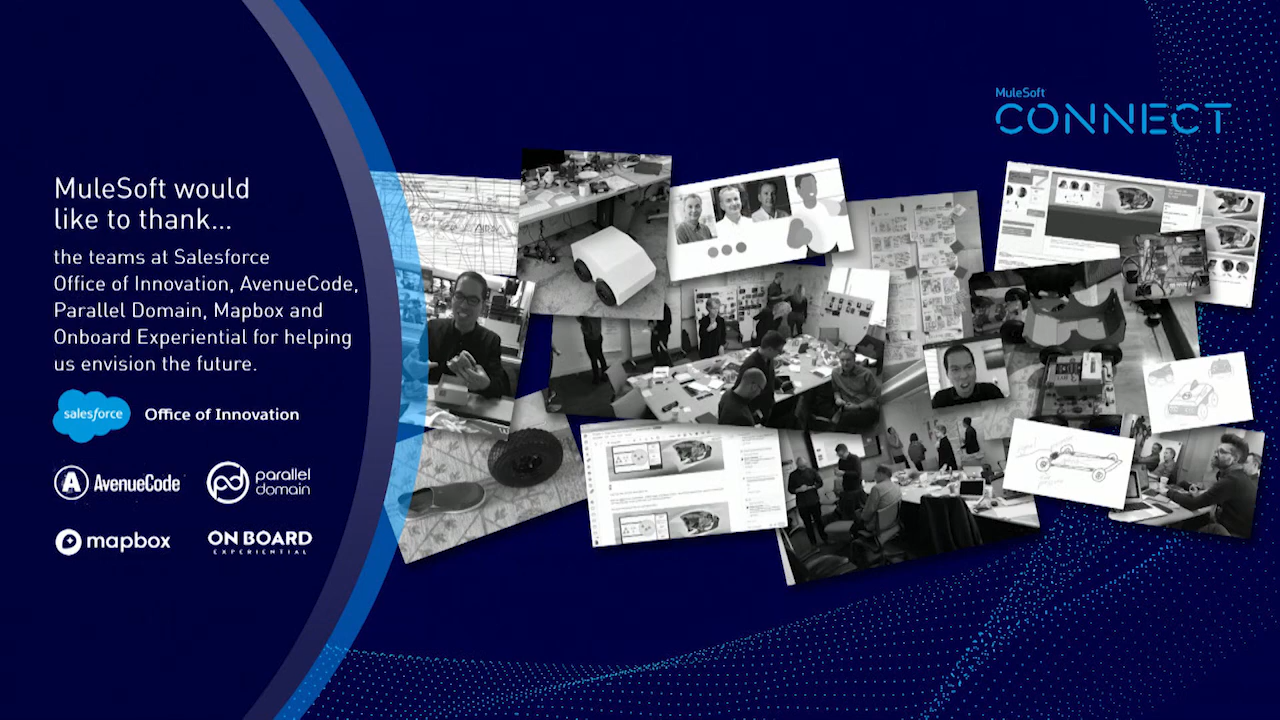 MuleSoft
CONNECT
MuleSoft would
like to thank...
the teams at Salesforce
Office of Innovation, AvenueCode,
Parallel Domain, Mapbox and
Onboard Experiential for helping
us envision the future.
salesforce Office of Innovation
A AvenueCode
pd parallel
domain
mapbox
ON BOARD
EXPERIENTIAL